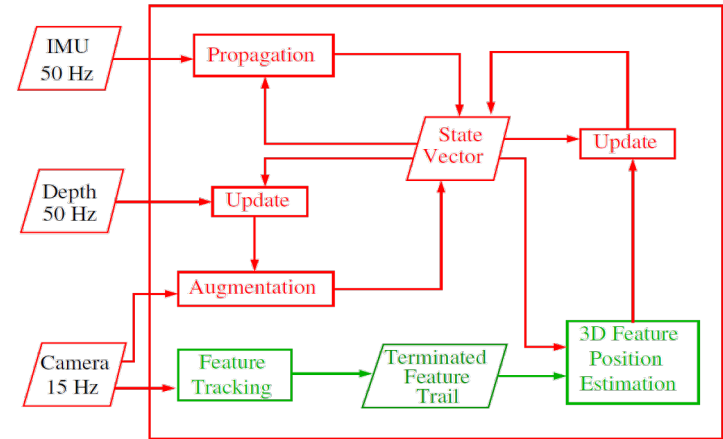 IMU
50 Hz
Propagation
State
Vector
Update
Depth
50 Hz
Update
Augmentation
Camera
15 Hz
Feature
Tracking
Terminated
Feature
Trail
3D Feature
Position
Estimation